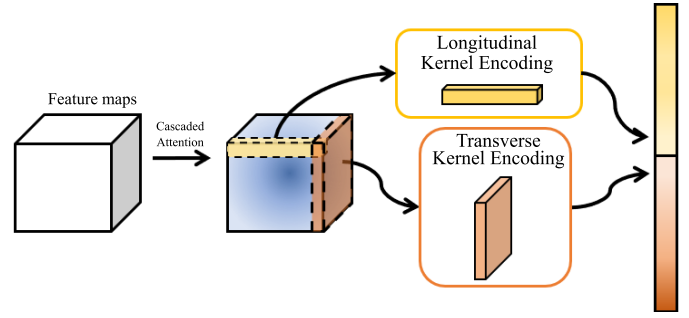 Feature maps
Cascaded
Attention
Longitudinal
Kernel Encoding
Transverse
Kernel Encoding